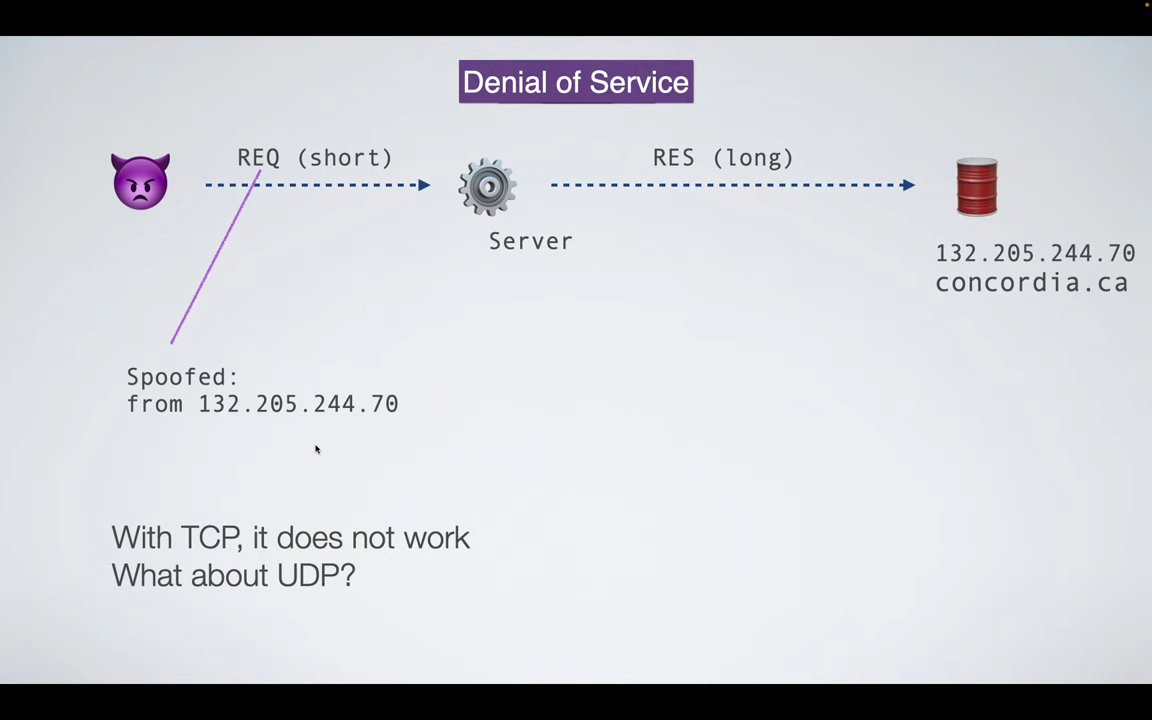 Denial of Service
REQ (short)
RES (long)
Server
132.205.244.70
concordia.ca
Spoofed:
from 132.205.244.70
With TCP, it does not work
What about UDP?